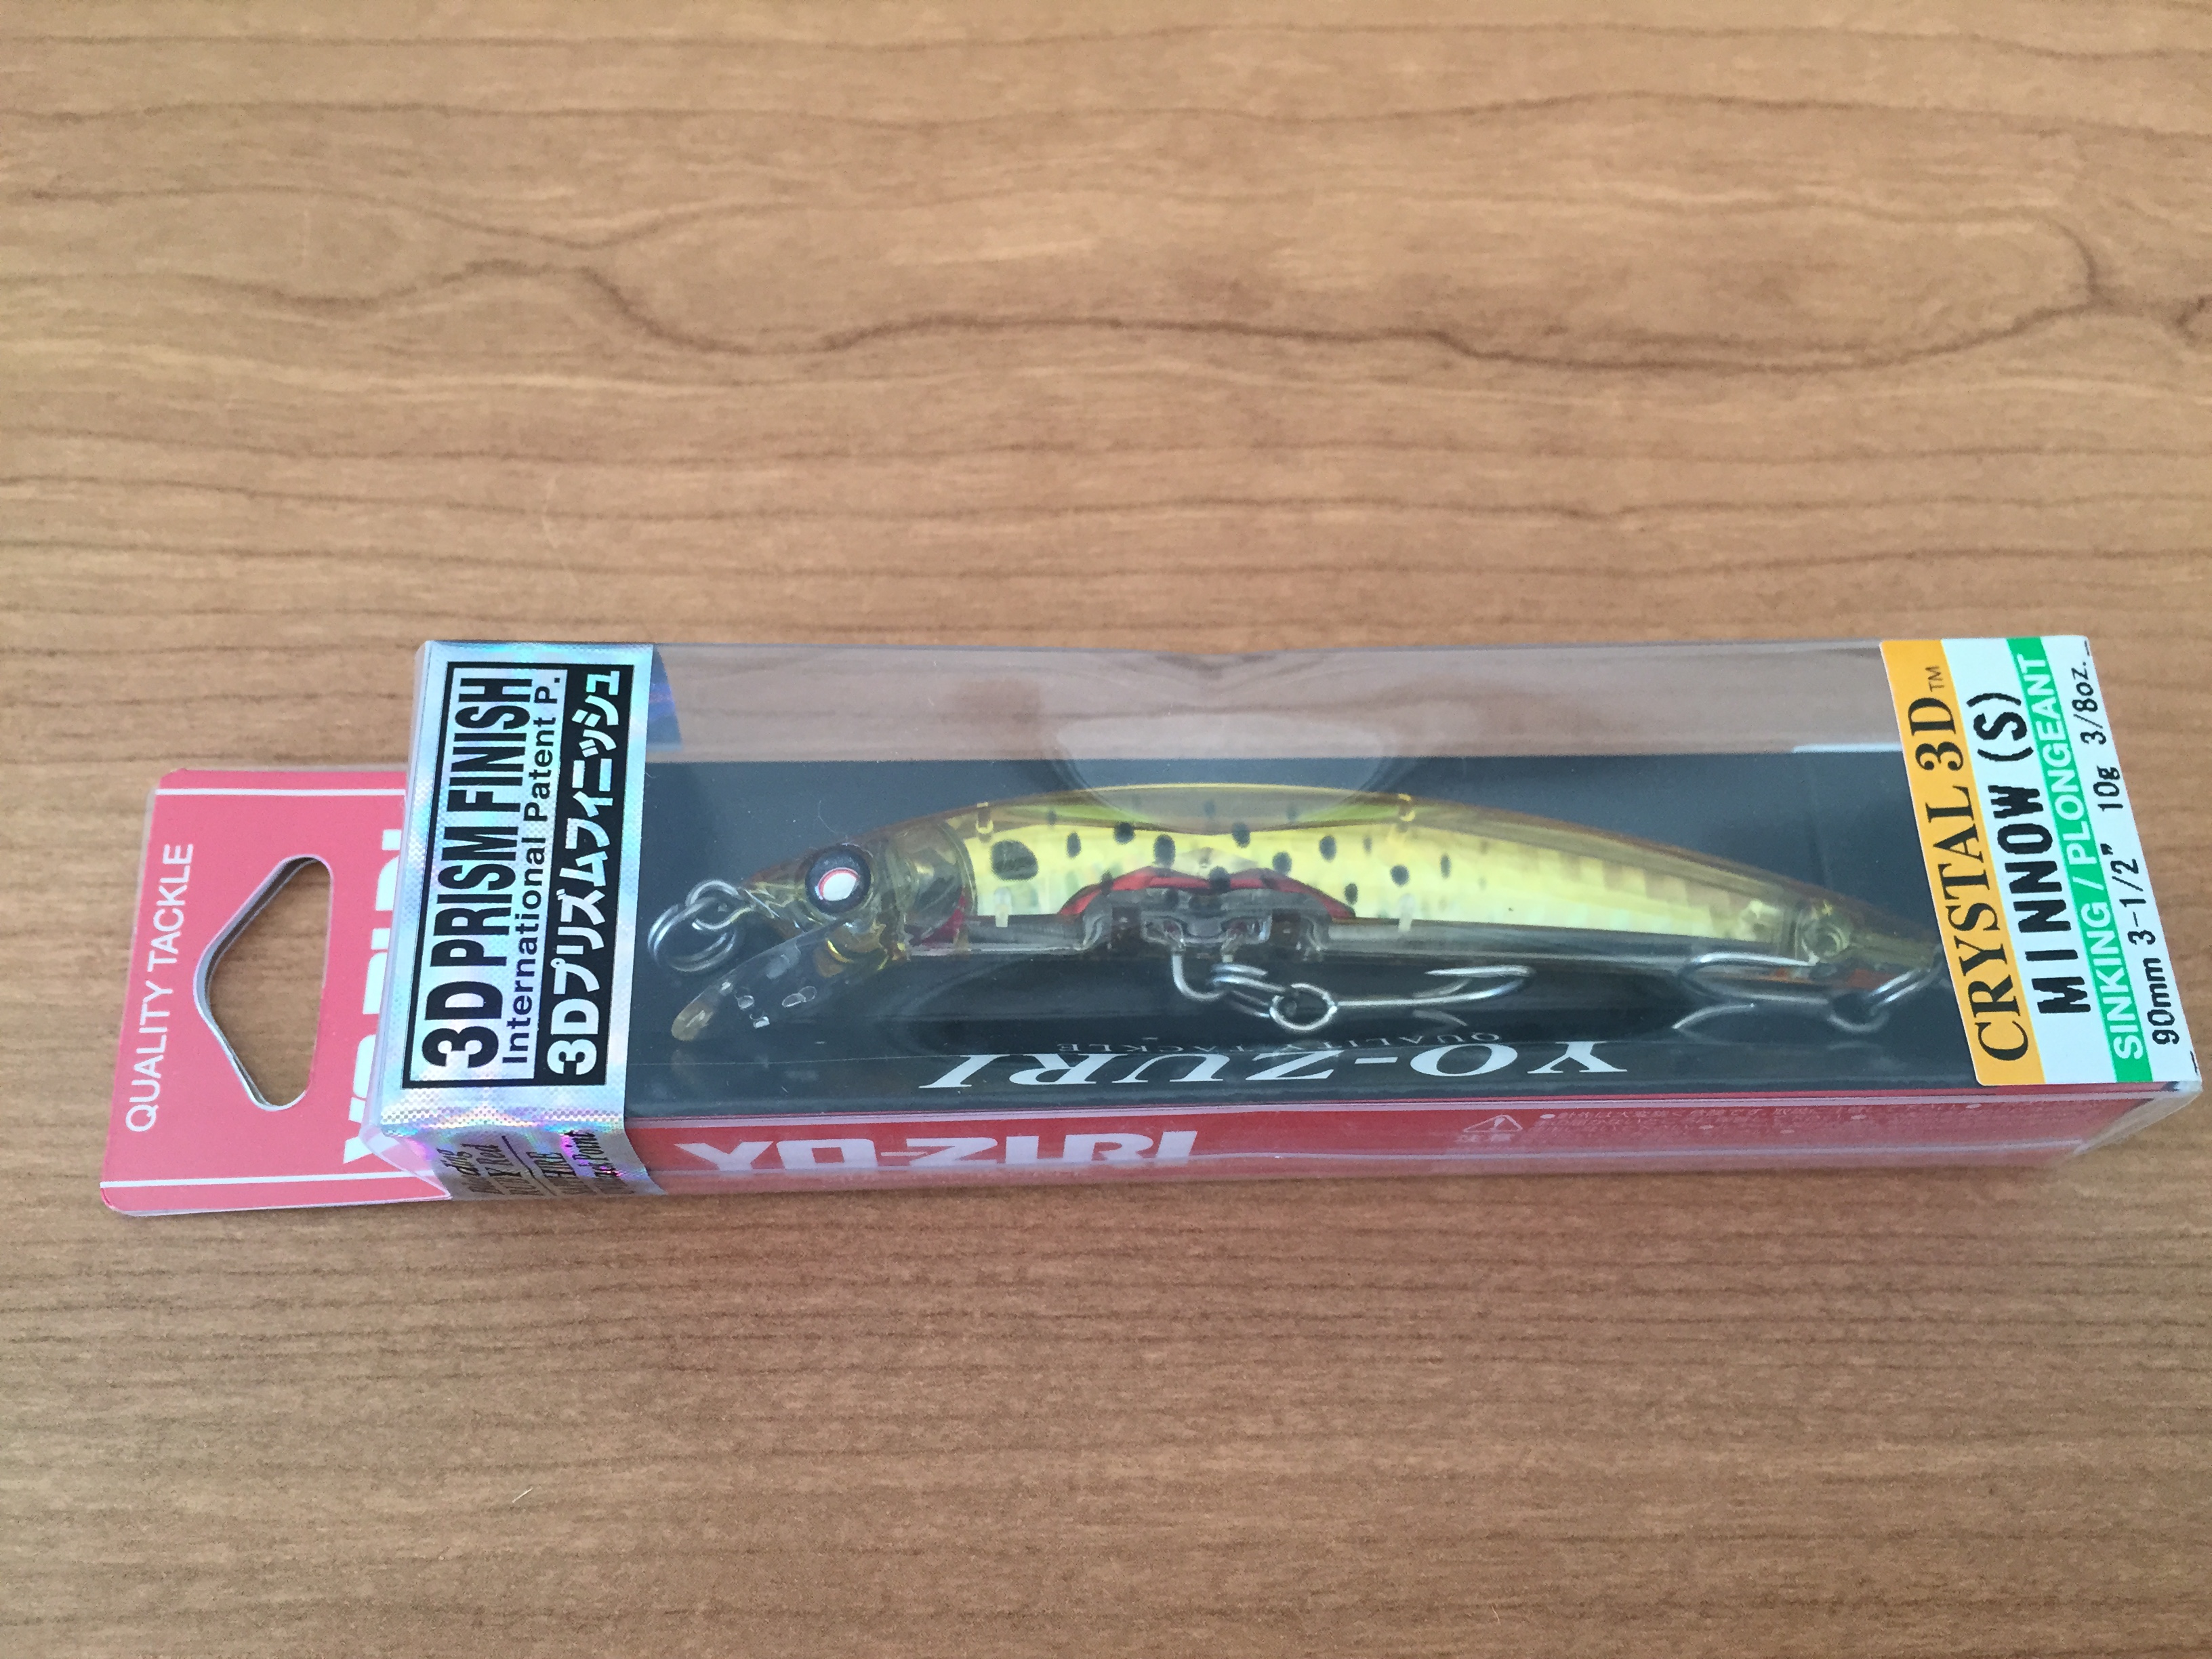 QUALITY TACKLE
3D PRISM FINISH
International Patent P.
3Dプリズムフィニッシュ
YO-ZURI
QUALITY TACKLE
YO-ZURI
CRYSTAL 3D™
MINNOW (S)
SINKING / PLONGEANT
90mm 3-1/2" 10g 3/8oz.